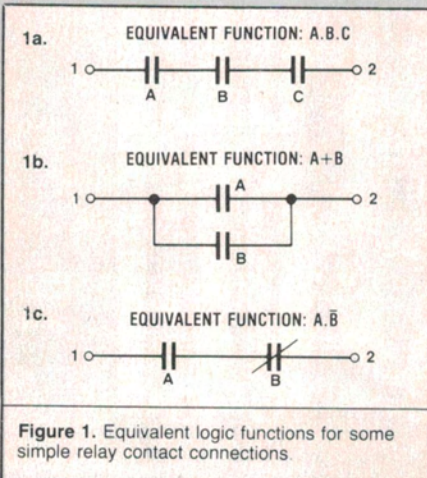 1a. EQUIVALENT FUNCTION: A.B.C
1 2
A B C
1b. EQUIVALENT FUNCTION: A+B
A
1 2
B
1c. EQUIVALENT FUNCTION: A.B̅
1 2
A B
Figure 1. Equivalent logic functions for some
simple relay contact connections.